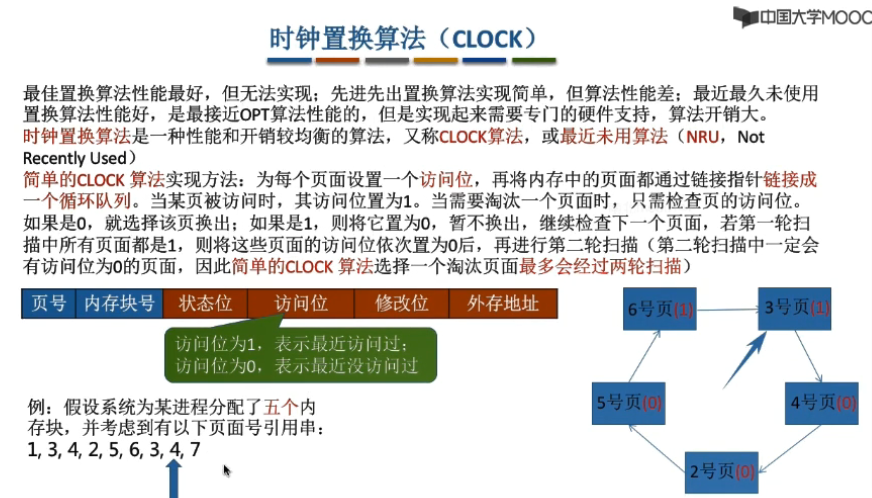 中国大学MOOC
时钟置换算法（CLOCK）
最佳置换算法性能最好，但无法实现；先进先出置换算法实现简单，但算法性能差；最近最久未使用
置换算法性能好，是最接近OPT算法性能的，但是实现起来需要专门的硬件支持，算法开销大。
时钟置换算法是一种性能和开销较均衡的算法，又称CLOCK算法，或最近未用算法（NRU，Not
Recently Used）
简单的CLOCK 算法实现方法：为每个页面设置一个访问位，再将内存中的页面都通过链接指针链接成
一个循环队列。当某页被访问时，其访问位置为1。当需要淘汰一个页面时，只需检查页的访问位。
如果是0，就选择该页换出；如果是1，则将它置为0，暂不换出，继续检查下一个页面，若第一轮扫
描中所有页面都是1，则将这些页面的访问位依次置为0后，再进行第二轮扫描（第二轮扫描中一定会
有访问位为0的页面，因此简单的CLOCK 算法选择一个淘汰页面最多会经过两轮扫描）
页号 内存块号 状态位 访问位 修改位 外存地址
访问位为1，表示最近访问过；
访问位为0，表示最近没访问过
例：假设系统为某进程分配了五个内
存块，并考虑到有以下页面号引用串：
1, 3, 4, 2, 5, 6, 3, 4, 7
6号页(1)
3号页(1)
5号页(0)
4号页(0)
2号页(0)